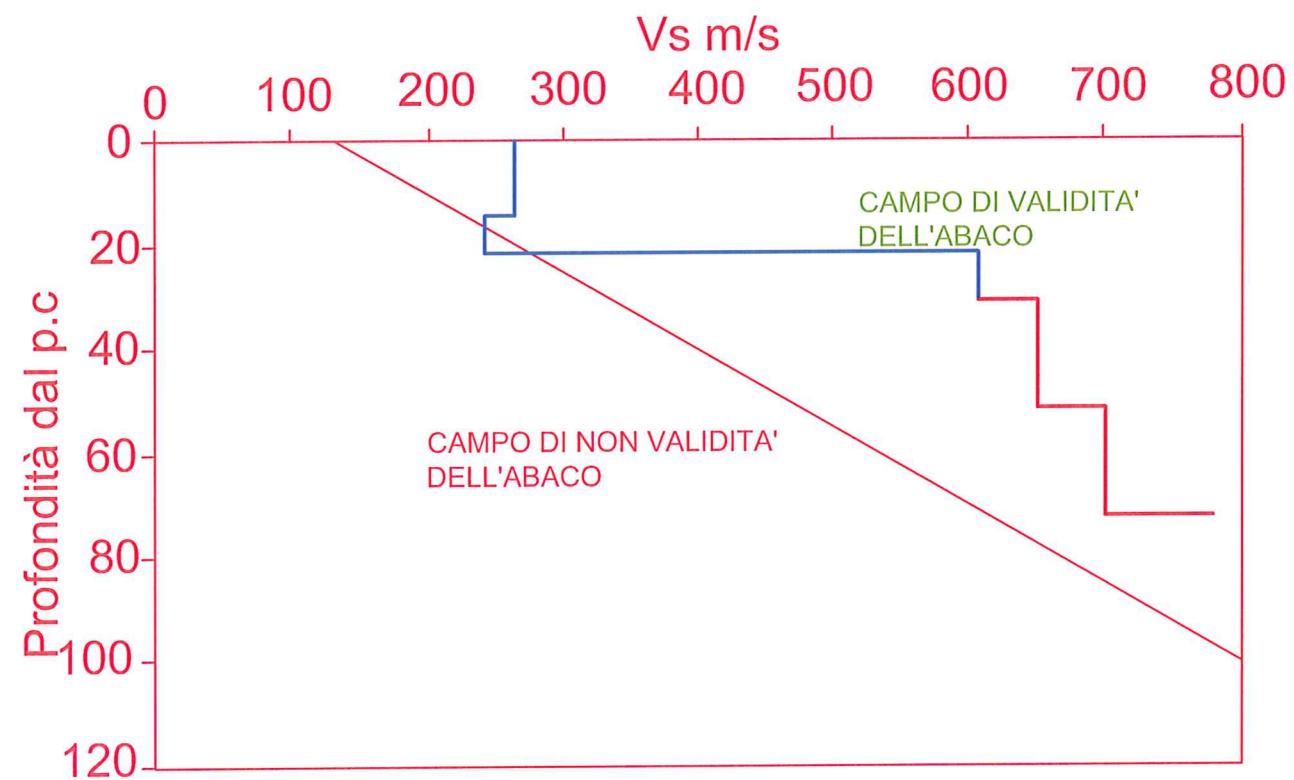 Vs m/s
0 100 200 300 400 500 600 700 800
0
20
40
60
80
100
120
Profondità dal p.c
CAMPO DI VALIDITA'
DELL'ABACO
CAMPO DI NON VALIDITA'
DELL'ABACO